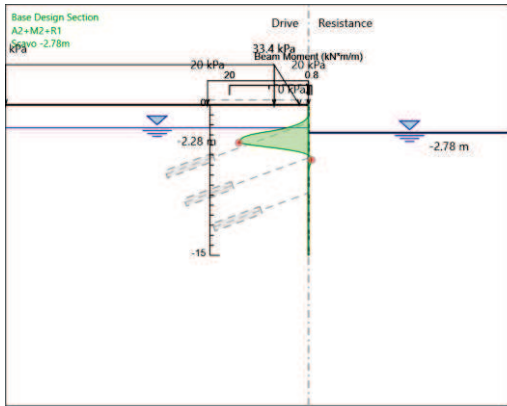 Base Design Section
A2+M2+R1
Scavo -2.78m
Drive Resistance
kPa
33.4 kPa
Beam Moment (kN*m/m)
20 kPa 20 kPa
20 0.8
0 kPa
0
-2.28 m
-2.78 m
-15